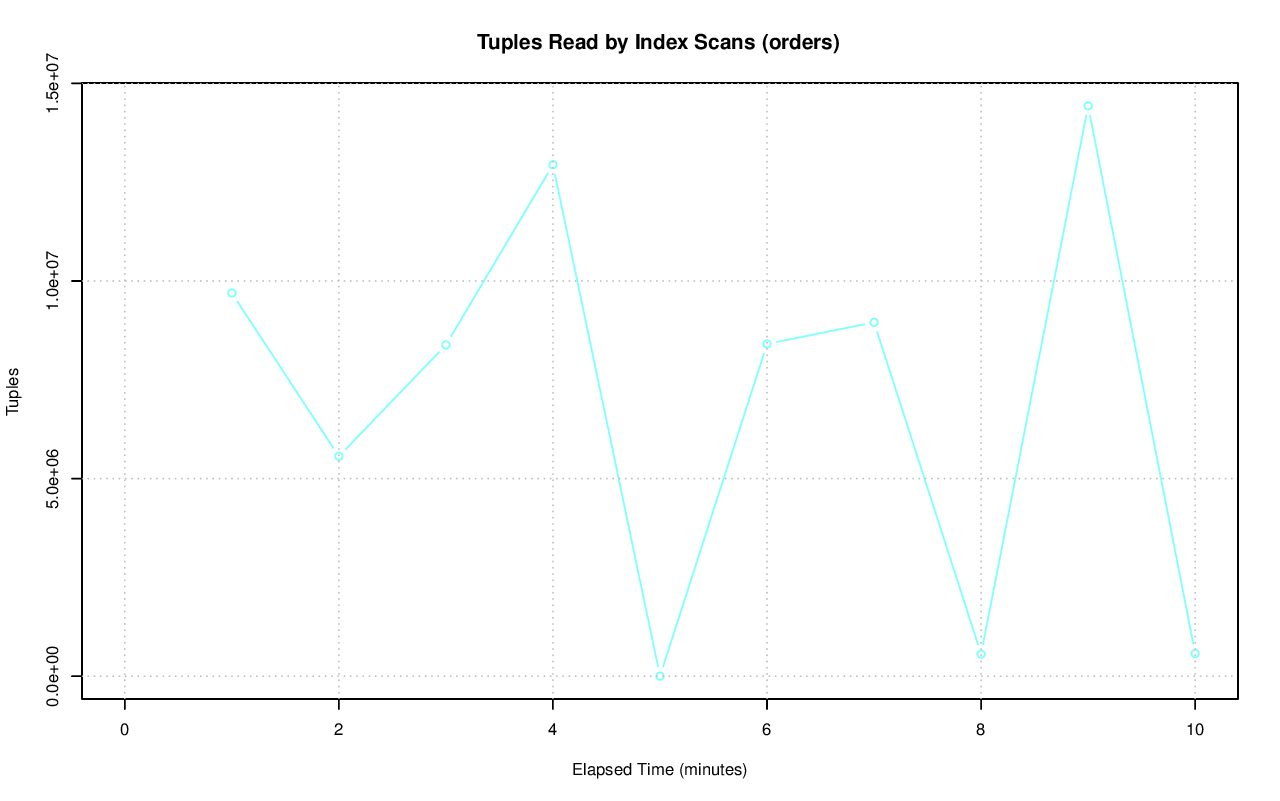 Tuples Read by Index Scans (orders)
1.5e+07
1.0e+07
5.0e+06
0.0e+00
Tuples
0 2 4 6 8 10
Elapsed Time (minutes)